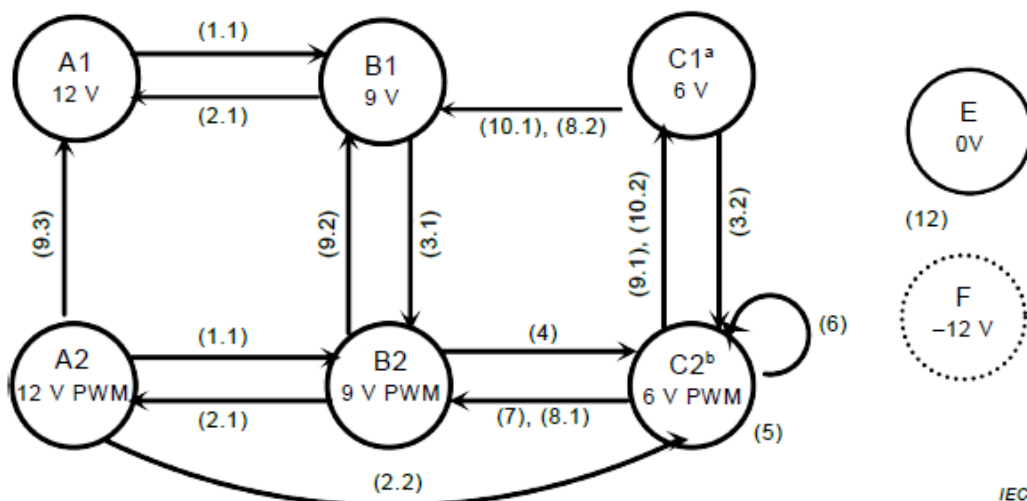 (1.1)
A1
12 V
B1
9 V
C1ᵃ
6 V
E
0V
(2.1)
(10.1), (8.2)
(9.3)
(9.2)
(3.1)
(9.1), (10.2)
(3.2)
(12)
F
–12 V
(1.1)
(4)
(6)
A2
12 V PWM
B2
9 V PWM
C2ᵇ
6 V PWM
(2.1)
(7), (8.1)
(5)
(2.2)
IEC